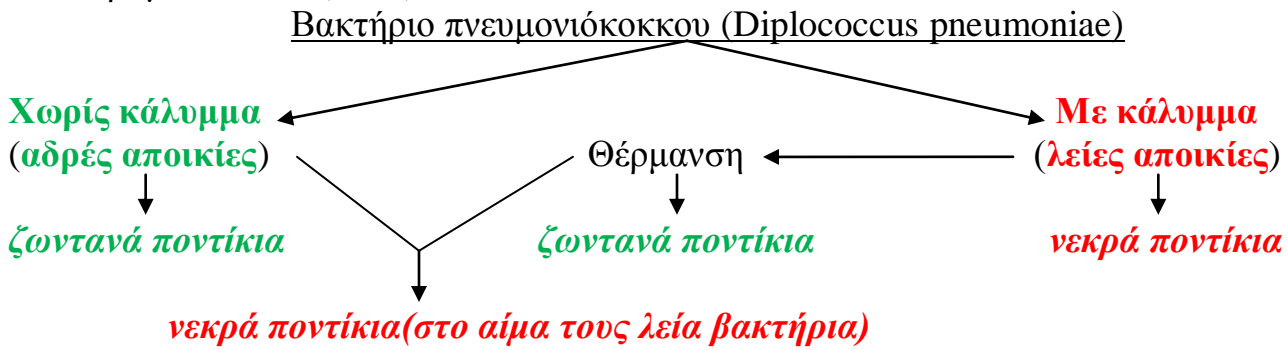 Βακτήριο πνευμονιόκοκκου (Diplococcus pneumoniae)
Χωρίς κάλυμμα
(αδρές αποικίες)
Θέρμανση
Με κάλυμμα
(λείες αποικίες)
ζωντανά ποντίκια
ζωντανά ποντίκια
νεκρά ποντίκια
νεκρά ποντίκια(στο αίμα τους λεία βακτήρια)